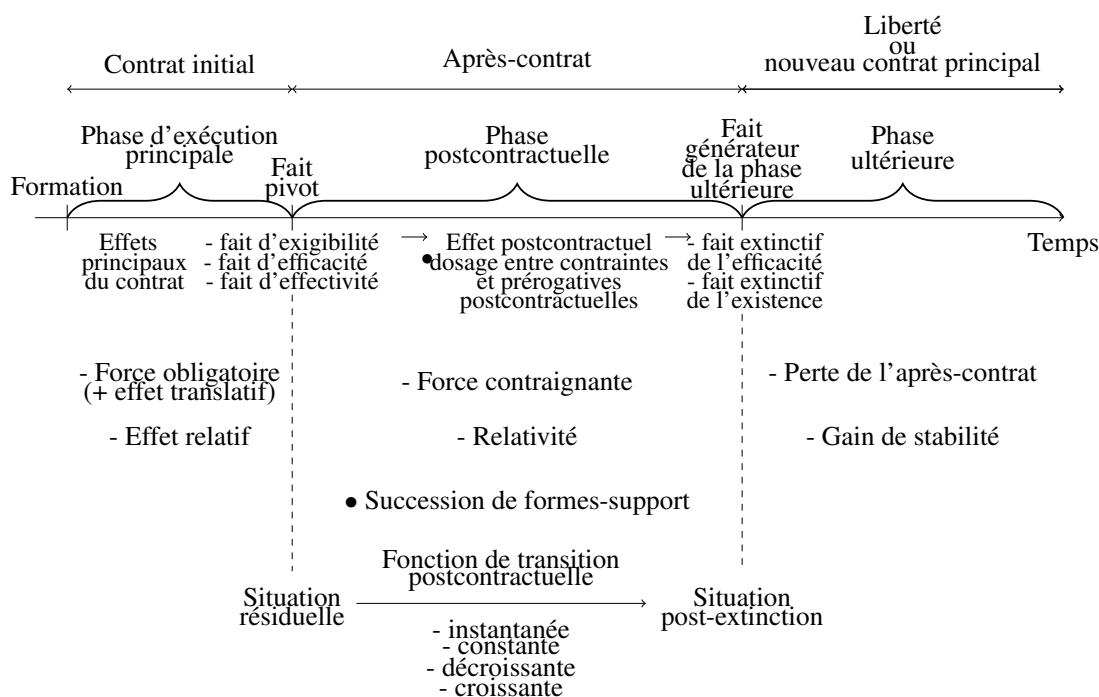 Contrat initial
Après-contrat
Liberté
ou
nouveau contrat principal
Phase d'exécution
principale
Phase
postcontractuelle
Phase
ultérieure
Formation
Fait
pivot
Fait
générateur
de la phase
ultérieure
Temps
Effets
principaux
du contrat
- fait d'exigibilité
- fait d'efficacité
- fait d'effectivité
→
Effet postcontractuel
•dosage entre contraintes
et prérogatives
postcontractuelles
→
- fait extinctif
de l'efficacité
- fait extinctif
de l'existence
- Force obligatoire
(+ effet translatif)
- Force contraignante
- Perte de l'après-contrat
- Effet relatif
- Relativité
- Gain de stabilité
• Succession de formes-support
Fonction de transition
postcontractuelle
Situation
résiduelle
Situation
post-extinction
- instantanée
- constante
- décroissante
- croissante